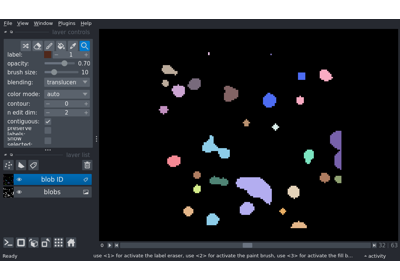 File View Window Plugins Help
layer controls
label: 1
opacity: 0.70
brush size: 10
blending: translucen
color mode: auto
contour: 0
n edit dim: 2
contiguous:
preserve labels:
show selected:
layer list
blob ID
blobs
32 63
Ready use <1> for activate the label eraser, use <2> for activate the paint brush, use <3> for activate the fill b... activity